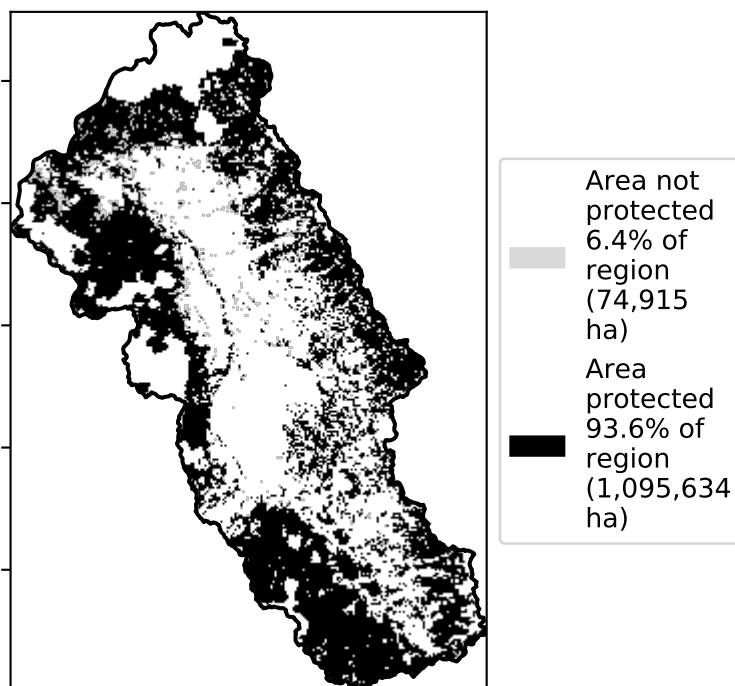 Area not
protected
6.4% of
region
(74,915
ha)
Area
protected
93.6% of
region
(1,095,634
ha)